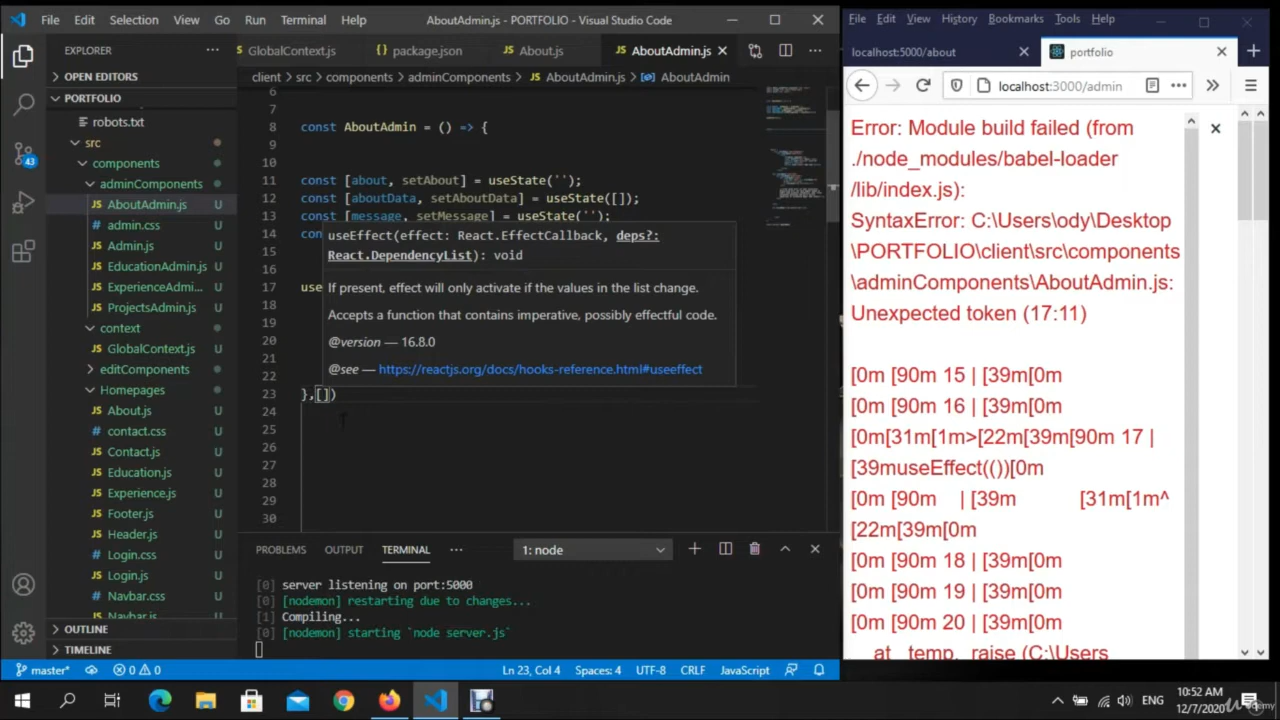 File Edit Selection View Go Run Terminal Help AboutAdmin.js - PORTFOLIO - Visual Studio Code
EXPLORER
OPEN EDITORS
PORTFOLIO
robots.txt
src
components
adminComponents
AboutAdmin.js U
admin.css U
Admin.js U
EducationAdmin.js U
ExperienceAdmi... U
ProjectsAdmin.js U
context
GlobalContext.js U
editComponents
Homepages
About.js U
contact.css U
Contact.js U
Education.js U
Experience.js U
Footer.js U
Header.js U
Login.css U
Login.js U
Navbar.css U
Navbar.js U
OUTLINE
TIMELINE
43
GlobalContext.js package.json About.js AboutAdmin.js
client > src > components > adminComponents > JS AboutAdmin.js > AboutAdmin
6
7
8 const AboutAdmin = () => {
9
10
11 const [about, setAbout] = useState('');
12 const [aboutData, setAboutData] = useState([]);
13 const [message, setMessage] = useState('');
14 con
15
16
17 use
18
19
20
21
22
23 },[])
24
25
26
27
28
29
30
useEffect(effect: React.EffectCallback, deps?:
React.DependencyList): void
If present, effect will only activate if the values in the list change.
Accepts a function that contains imperative, possibly effectful code.
@version — 16.8.0
@see — https://reactjs.org/docs/hooks-reference.html#useeffect
PROBLEMS OUTPUT TERMINAL ··· 1: node
[0] server listening on port:5000
[0] [nodemon] restarting due to changes...
[1] Compiling...
[0] [nodemon] starting `node server.js`
master* 0 0 Ln 23, Col 4 Spaces: 4 UTF-8 CRLF JavaScript
File Edit View History Bookmarks Tools Help
localhost:5000/about portfolio
localhost:3000/admin
Error: Module build failed (from
./node_modules/babel-loader
/lib/index.js):
SyntaxError: C:\Users\ody\Desktop
\PORTFOLIO\client\src\components
\adminComponents\AboutAdmin.js:
Unexpected token (17:11)
[0m [90m 15 | [39m[0m
[0m [90m 16 | [39m[0m
[0m[31m[1m>[22m[39m[90m 17 |
[39museEffect(())[0m
[0m [90m | [39m [31m[1m^
[22m[39m[0m
[0m [90m 18 | [39m[0m
[0m [90m 19 | [39m[0m
[0m [90m 20 | [39m[0m
at _temp._raise (C:\Users
ENG
10:52 AM
12/7/2020